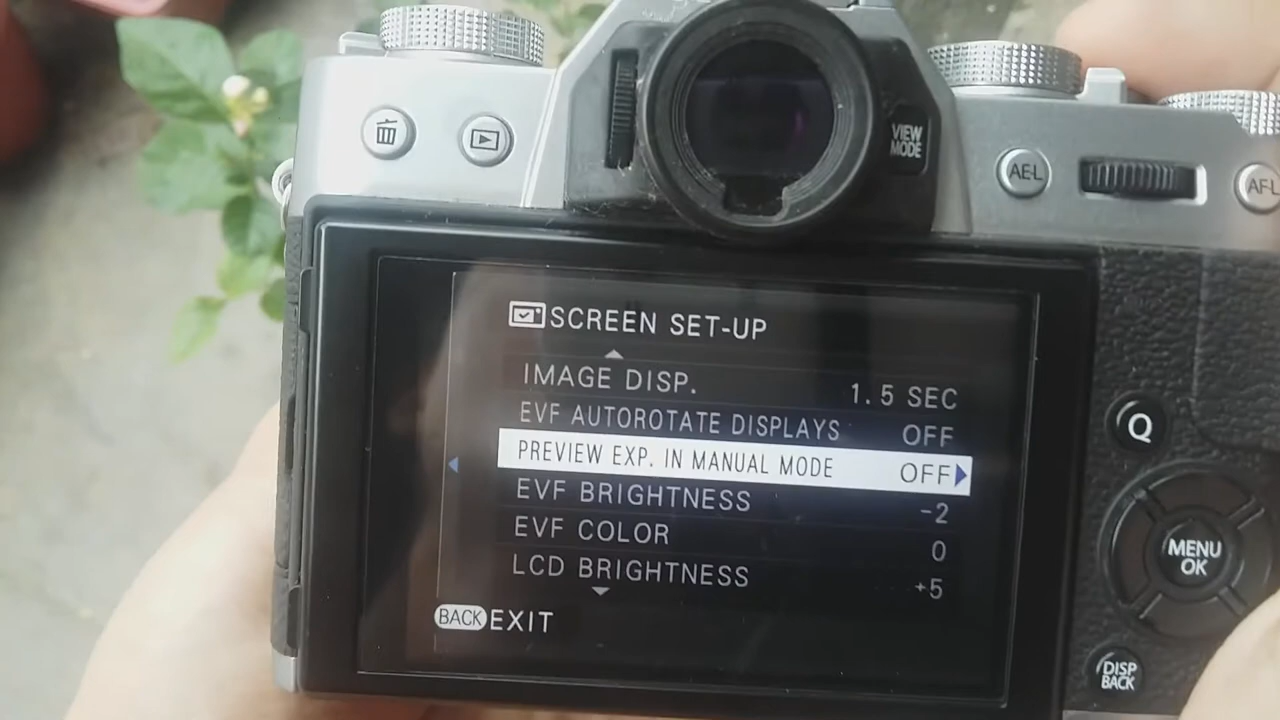 VIEW
MODE
AE-L
AF-L
SCREEN SET-UP
IMAGE DISP. 1.5 SEC
EVF AUTOROTATE DISPLAYS OFF
PREVIEW EXP. IN MANUAL MODE OFF
EVF BRIGHTNESS -2
EVF COLOR 0
LCD BRIGHTNESS +5
BACK EXIT
Q
MENU
OK
DISP
BACK